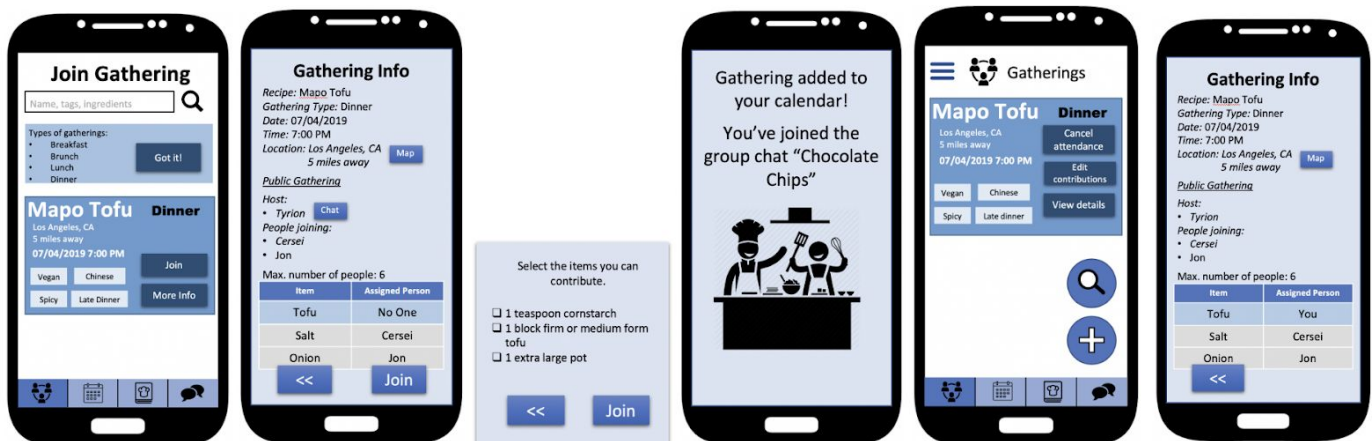 Join Gathering
Name, tags, ingredients
Types of gatherings:
• Breakfast
• Brunch
• Lunch
• Dinner
Got it!
Mapo Tofu Dinner
Los Angeles, CA
5 miles away
07/04/2019 7:00 PM
Join
Vegan Chinese
More Info
Spicy Late Dinner
Gathering Info
Recipe: Mapo Tofu
Gathering Type: Dinner
Date: 07/04/2019
Time: 7:00 PM
Location: Los Angeles, CA
5 miles away
Map
Public Gathering
Host:
• Tyrion
Chat
People joining:
• Cersei
• Jon
Max. number of people: 6
Item Assigned Person
Tofu No One
Salt Cersei
Onion Jon
<< Join
Select the items you can
contribute.
❑ 1 teaspoon cornstarch
❑ 1 block firm or medium form
tofu
❑ 1 extra large pot
<< Join
Gathering added to
your calendar!
You’ve joined the
group chat “Chocolate
Chips”
Gatherings
Mapo Tofu Dinner
Los Angeles, CA
5 miles away
07/04/2019 7:00 PM
Cancel
attendance
Edit
contributions
View details
Vegan Chinese
Spicy Late dinner
Gathering Info
Recipe: Mapo Tofu
Gathering Type: Dinner
Date: 07/04/2019
Time: 7:00 PM
Location: Los Angeles, CA
5 miles away
Map
Public Gathering
Host:
• Tyrion
People joining:
• Cersei
• Jon
Max. number of people: 6
Item Assigned Person
Tofu You
Salt Cersei
Onion Jon
<<